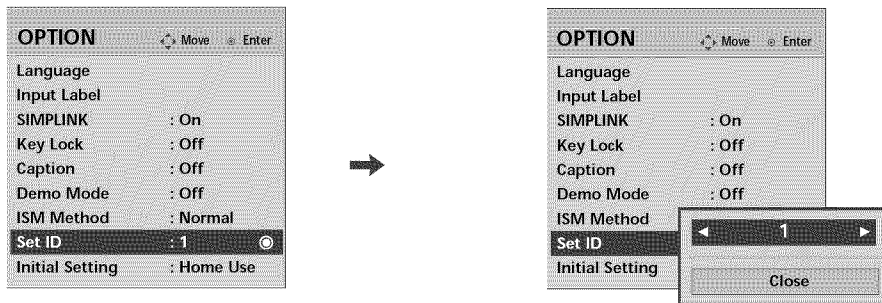 OPTION Move Enter
Language
Input Label
SIMPLINK : On
Key Lock : Off
Caption : Off
Demo Mode : Off
ISM Method : Normal
Set ID : 1
Initial Setting : Home Use
OPTION Move Enter
Language
Input Label
SIMPLINK : On
Key Lock : Off
Caption : Off
Demo Mode : Off
ISM Method
Set ID
Initial Setting
1
Close